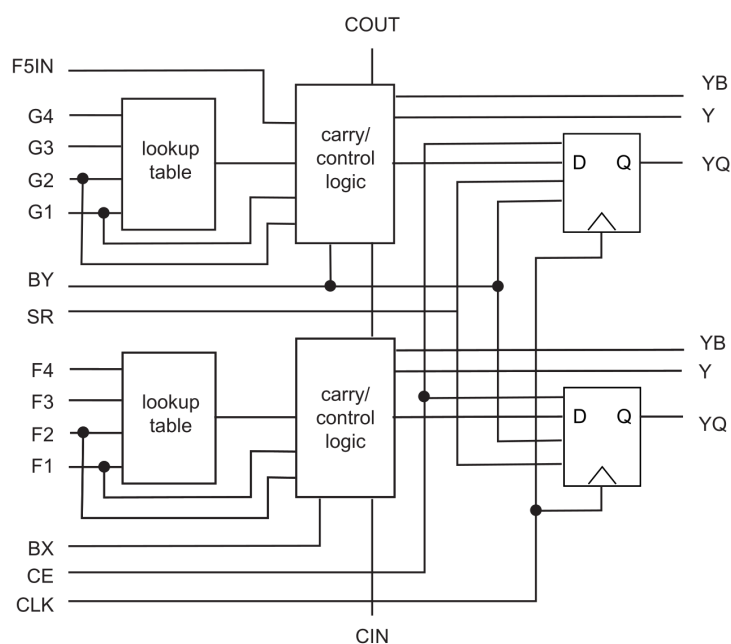 COUT
F5IN
YB
G4
Y
G3
lookup
table
carry/
control
logic
D Q
YQ
G2
G1
BY
SR
YB
F4
Y
F3
lookup
table
carry/
control
logic
D Q
YQ
F2
F1
BX
CE
CLK
CIN